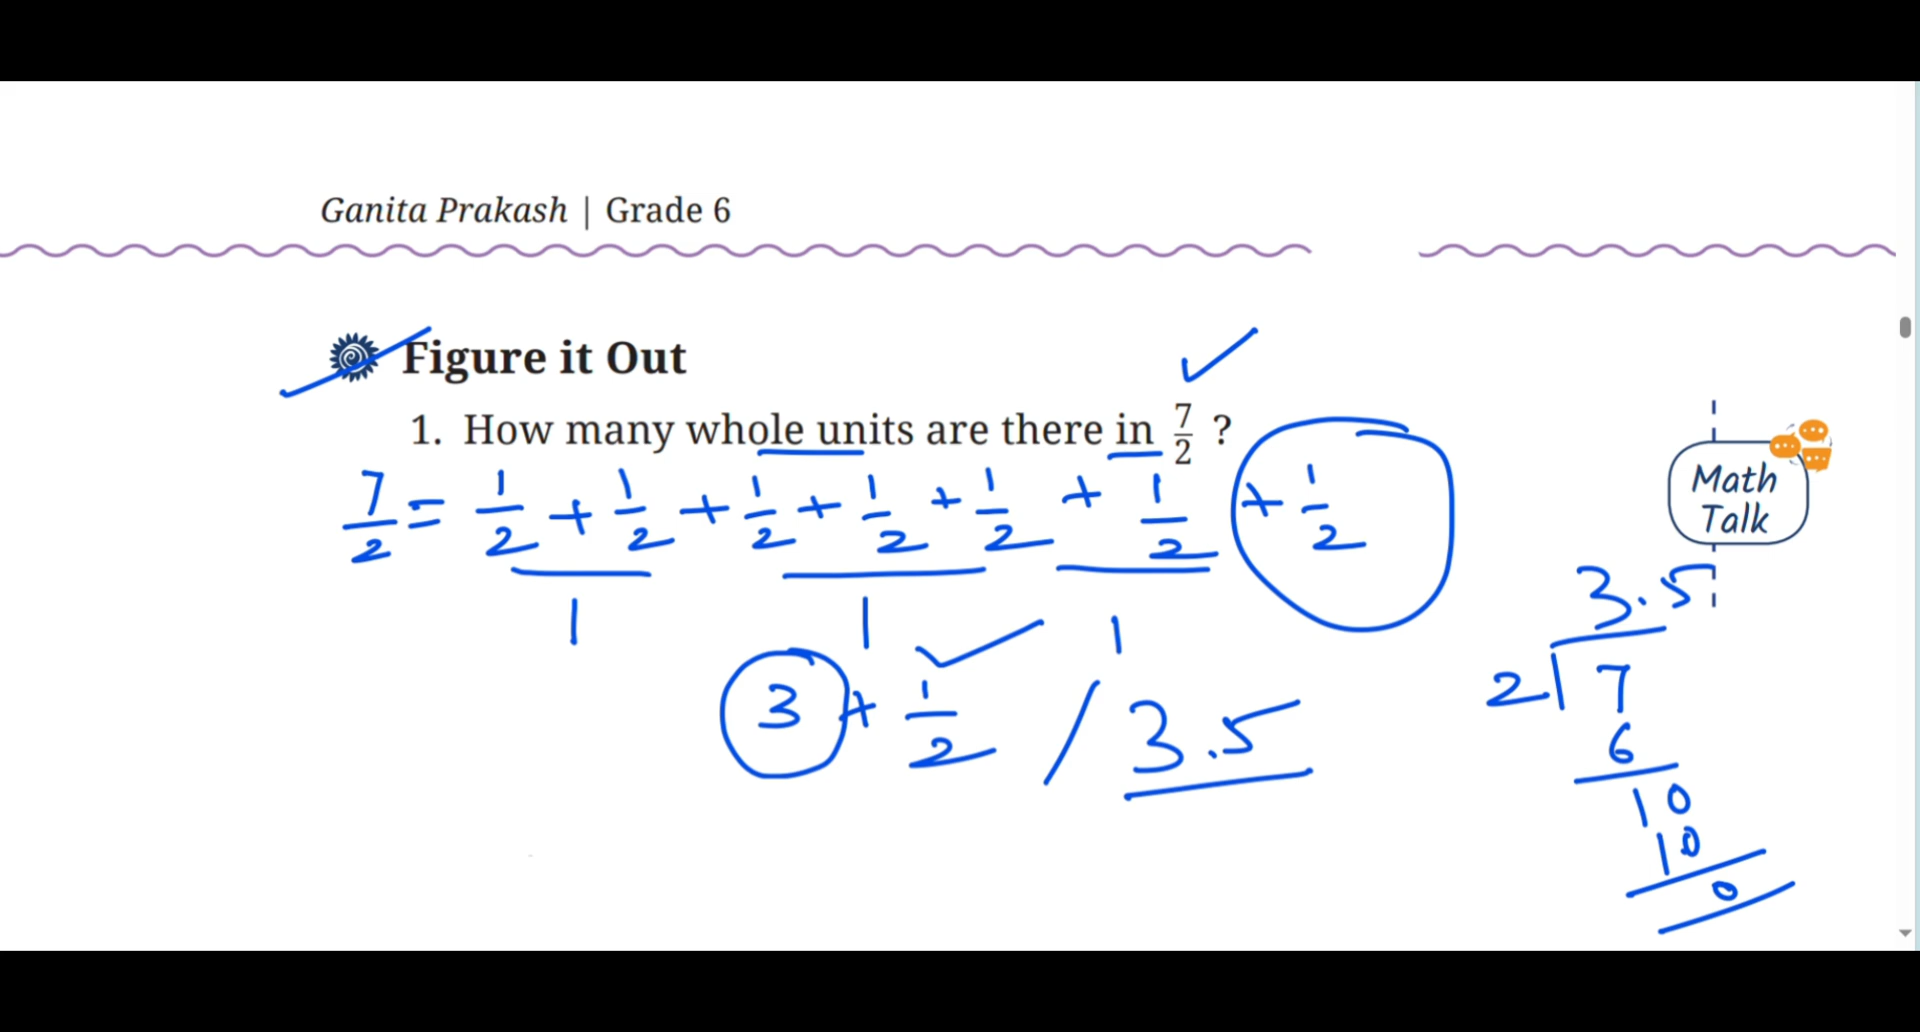 Ganita Prakash | Grade 6
Figure it Out
1. How many whole units are there in 7/2 ?
7/2 = 1/2 + 1/2 + 1/2 + 1/2 + 1/2 + 1/2 + 1/2
1 1 1
3 + 1/2 / 3.5
Math
Talk
3.5
2 7
6
10
10
0